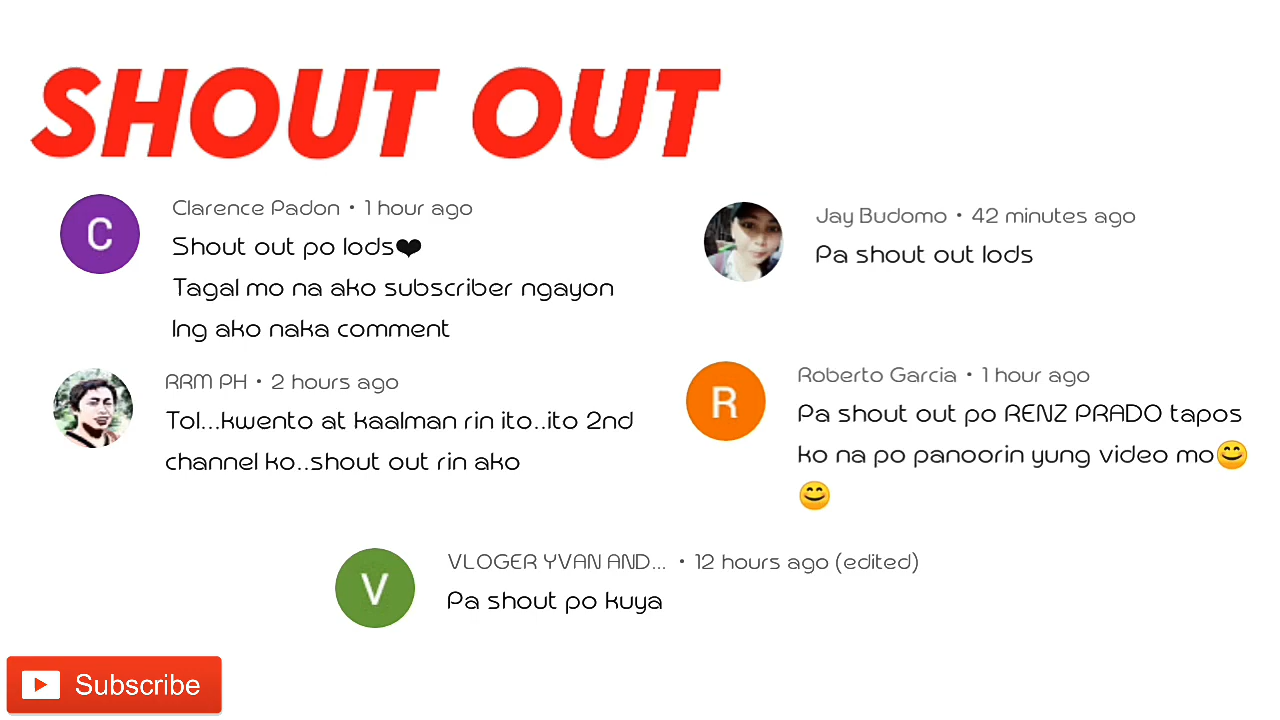 SHOUT OUT
Clarence Padon • 1 hour ago
Shout out po lods❤
Tagal mo na ako subscriber ngayon
lng ako naka comment
Jay Budomo • 42 minutes ago
Pa shout out lods
RRM PH • 2 hours ago
Tol...kwento at kaalman rin ito..ito 2nd
channel ko..shout out rin ako
Roberto Garcia • 1 hour ago
Pa shout out po RENZ PRADO tapos
ko na po panoorin yung video mo😊
😊
VLOGER YVAN AND... • 12 hours ago (edited)
Pa shout po kuya
Subscribe
C
R
V